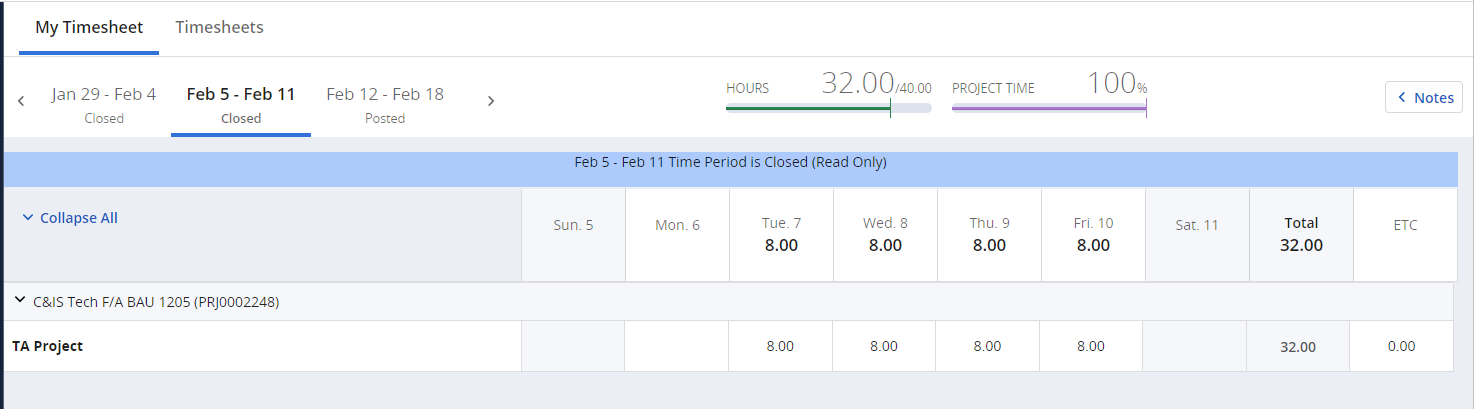 My Timesheet Timesheets
Jan 29 - Feb 4 Feb 5 - Feb 11 Feb 12 - Feb 18 HOURS 32.00/40.00 PROJECT TIME 100% Notes
Closed Closed Posted
Feb 5 - Feb 11 Time Period is Closed (Read Only)
Collapse All Sun. 5 Mon. 6 Tue. 7 Wed. 8 Thu. 9 Fri. 10 Sat. 11 Total ETC
8.00 8.00 8.00 8.00 32.00
C&IS Tech F/A BAU 1205 (PRJ0002248)
TA Project 8.00 8.00 8.00 8.00 32.00 0.00